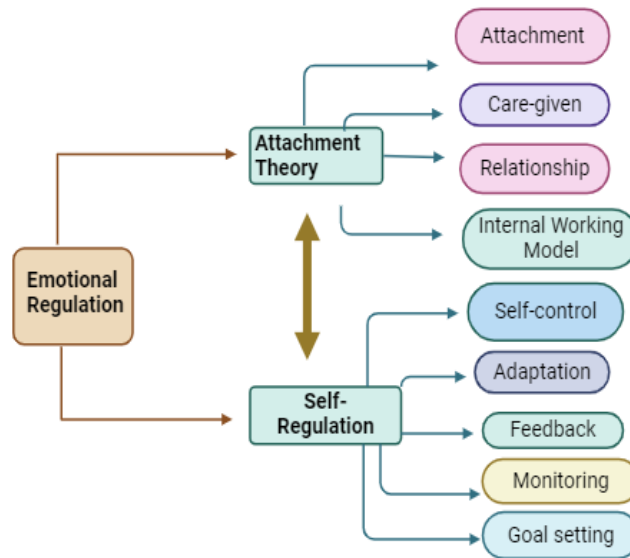 Attachment
Care-given
Attachment
Theory
Relationship
Internal Working
Model
Emotional
Regulation
Self-control
Adaptation
Self-
Regulation
Feedback
Monitoring
Goal setting